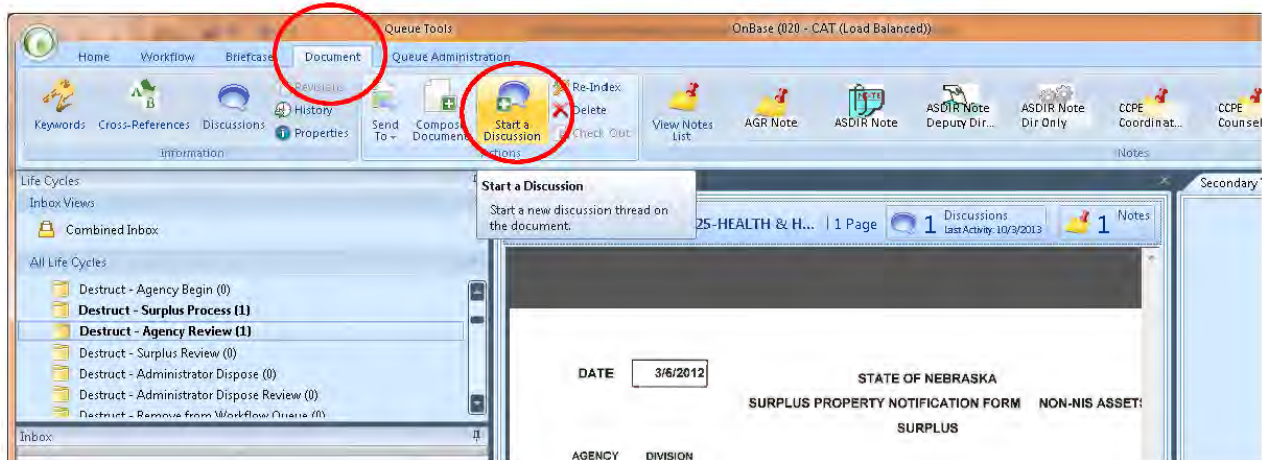 Queue Tools
OnBase (020 - CAT (Load Balanced))
Home Workflow Briefcase Document Queue Administration
Keywords
Cross-References
Discussions
Revisions
History
Properties
Information
Send To
Compose Document
Start a Discussion
Re-Index
Delete
Check Out
Actions
View Notes List
AGR Note
ASDIR Note
ASDIR Note Deputy Dir...
ASDIR Note Dir Only
CCPE Coordinat...
CCPE Counsel
Notes
Life Cycles
Inbox Views
Combined Inbox
All Life Cycles
Destruct - Agency Begin (0)
Destruct - Surplus Process (1)
Destruct - Agency Review (1)
Destruct - Surplus Review (0)
Destruct - Administrator Dispose (0)
Destruct - Administrator Dispose Review (0)
Destruct - Remove from Workflow Queue (0)
Inbox
Start a Discussion
Start a new discussion thread on
the document.
Secondary
25-HEALTH & H... | 1 Page
1 Discussions
Last Activity: 10/3/2013
1 Notes
DATE 3/6/2012
STATE OF NEBRASKA
SURPLUS PROPERTY NOTIFICATION FORM NON-NIS ASSETS
SURPLUS
AGENCY DIVISION